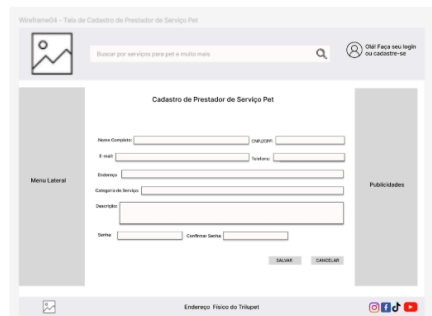 Wireframe04 - Tela de Cadastro de Prestador de Serviço Pet
Buscar por serviços para pet e muito mais
Olá! Faça seu login
ou cadastre-se
Cadastro de Prestador de Serviço Pet
Nome Completo:
CNPJ/CPF:
E-mail:
Telefone:
Endereço:
Categoria de Serviço:
Descrição:
Senha:
Confirmar Senha:
SALVAR
CANCELAR
Menu Lateral
Publicidades
Endereço Físico do Trilupet